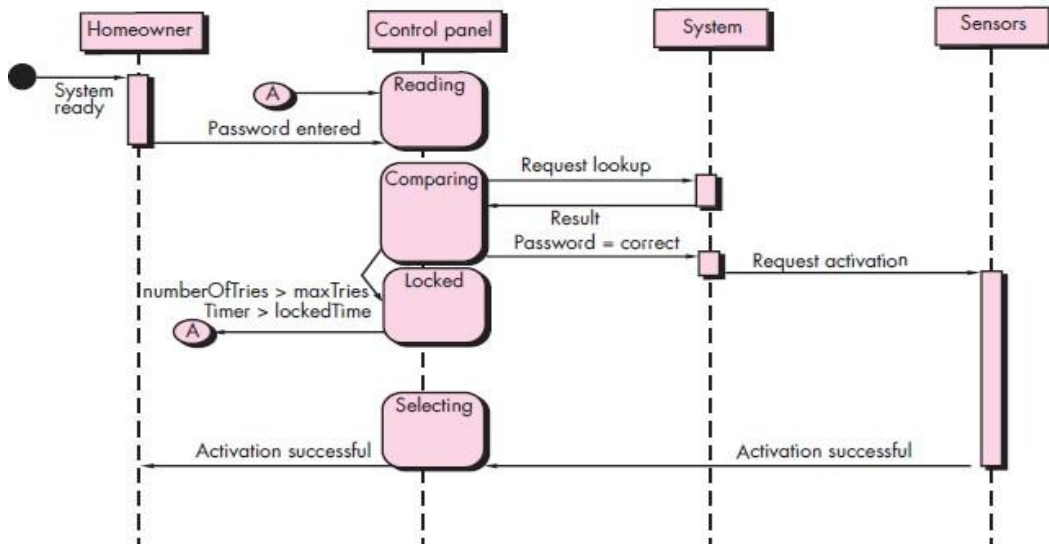 Homeowner
Control panel
System
Sensors
System
ready
A
Reading
Password entered
Comparing
Request lookup
Result
Password = correct
Request activation
Locked
numberOfTries > maxTries
Timer > lockedTime
A
Selecting
Activation successful
Activation successful